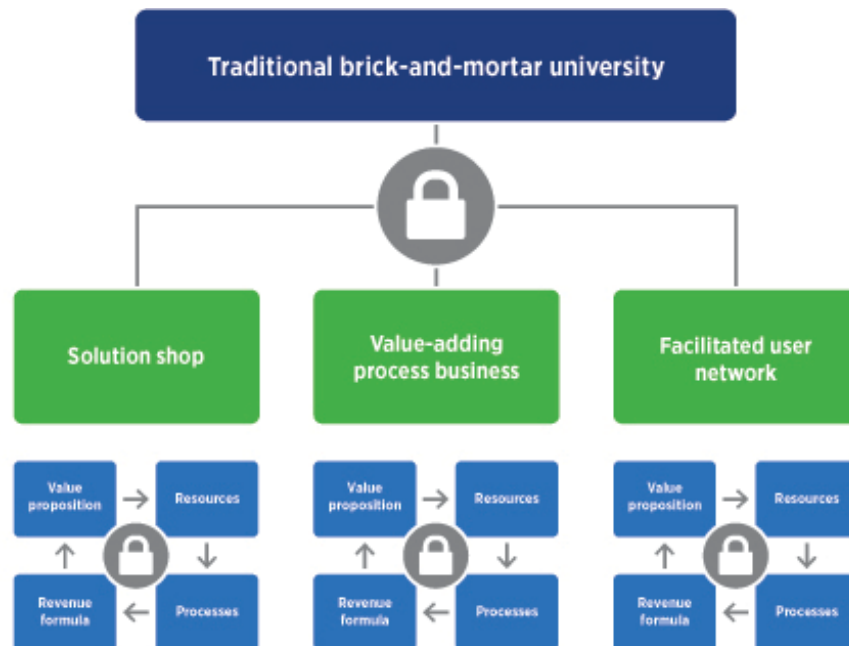 Traditional brick-and-mortar university
Solution shop
Value-adding
process business
Facilitated user
network
Value
proposition
Resources
Revenue
formula
Processes
Value
proposition
Resources
Revenue
formula
Processes
Value
proposition
Resources
Revenue
formula
Processes